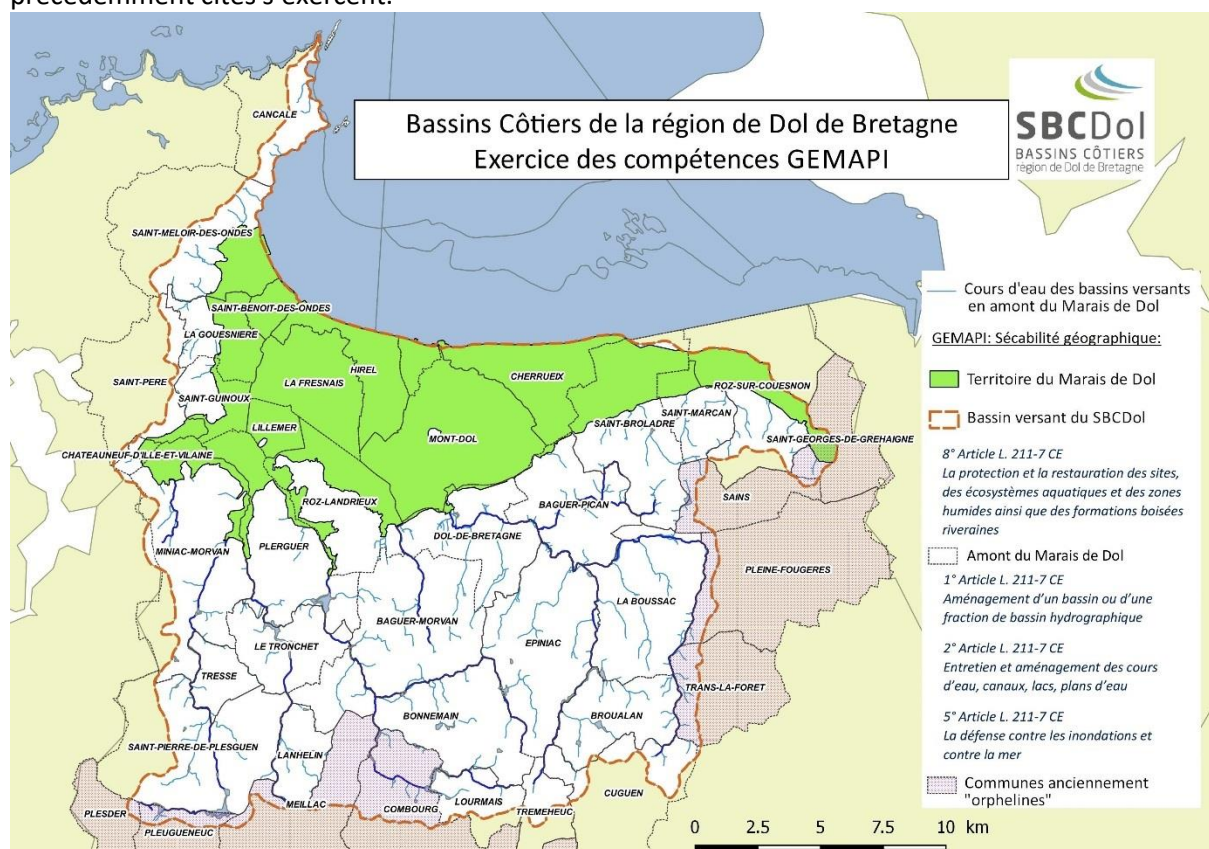 précédemment cités s'exercent.
Bassins Côtiers de la région de Dol de Bretagne
Exercice des compétences GEMAPI
SBCDol
BASSINS CÔTIERS
région de Dol de Bretagne
CANCALE
SAINT-MELOIR-DES-ONDES
SAINT-BENOIT-DES-ONDES
LA GOUESNIERE
HIREL
CHERRUEIX
SAINT-PERE
LA FRESNAIS
ROZ-SUR-COUESNON
SAINT-GUINOUX
SAINT-MARCAN
SAINT-BROLADRE
LILLEMER
MONT-DOL
SAINT-GEORGES-DE-GREHAIGNE
CHATEAUNEUF-D'ILLE-ET-VILAINE
ROZ-LANDRIEUX
SAINS
BAGUER-PICAN
DOL-DE-BRETAGNE
MINIAC-MORVAN
PLERGUER
PLEINE-FOUGERES
LA BOUSSAC
BAGUER-MORVAN
LE TRONCHET
EPINIAC
TRESSE
TRANS-LA-FORET
BONNEMAIN
BROUALAN
SAINT-PIERRE-DE-PLESGUEN
LANHELIN
CUGUEN
MEILLAC
LOURMAIS
COMBOURG
TREMEHEUC
PLESDER
PLEUGUENEUC
Cours d'eau des bassins versants
en amont du Marais de Dol
GEMAPI: Sécabilité géographique:
Territoire du Marais de Dol
Bassin versant du SBCDol
8° Article L. 211-7 CE
La protection et la restauration des sites,
des écosystèmes aquatiques et des zones
humides ainsi que des formations boisées
riveraines
Amont du Marais de Dol
1° Article L. 211-7 CE
Aménagement d'un bassin ou d'une
fraction de bassin hydrographique
2° Article L. 211-7 CE
Entretien et aménagement des cours
d'eau, canaux, lacs, plans d'eau
5° Article L. 211-7 CE
La défense contre les inondations et
contre la mer
Communes anciennement
"orphelines"
0 2.5 5 7.5 10 km